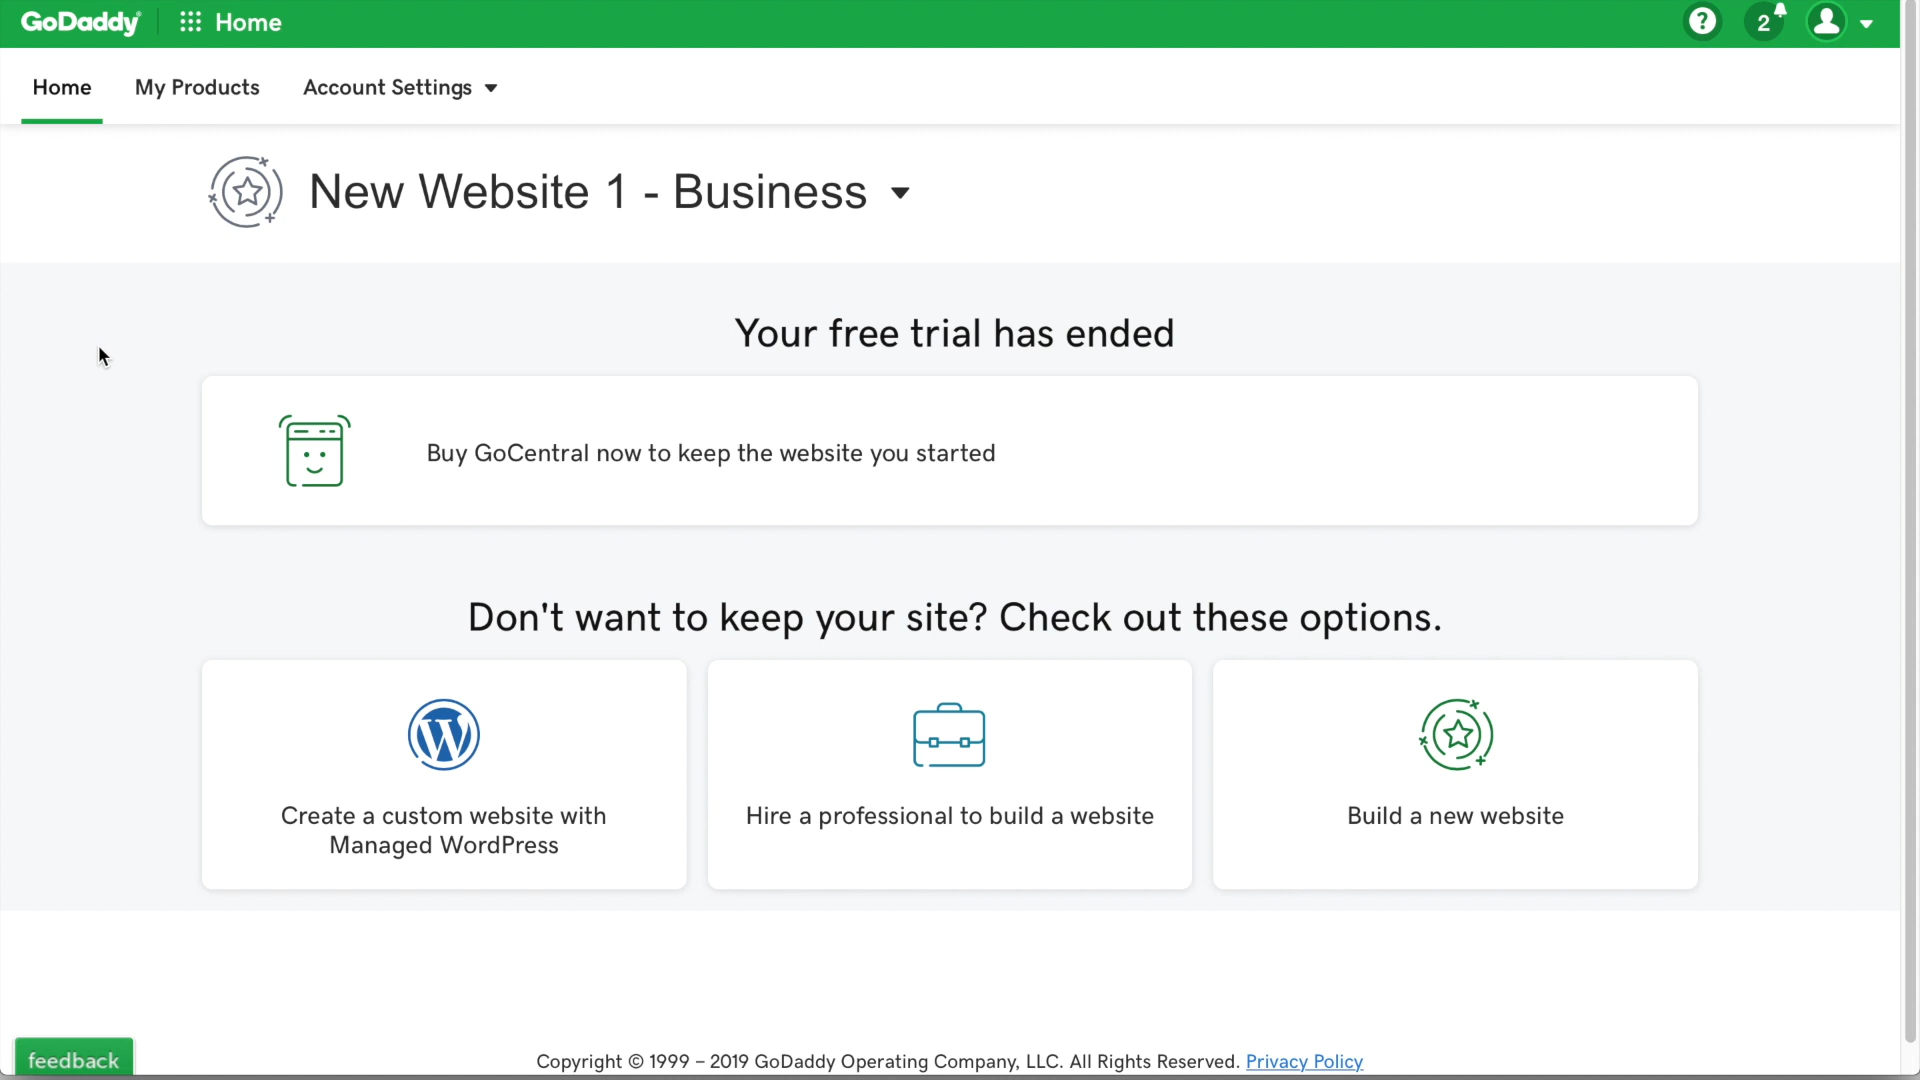 GoDaddy Home 2
Home My Products Account Settings
New Website 1 - Business
Your free trial has ended
Buy GoCentral now to keep the website you started
Don't want to keep your site? Check out these options.
Create a custom website with
Managed WordPress
Hire a professional to build a website
Build a new website
feedback
Copyright © 1999 – 2019 GoDaddy Operating Company, LLC. All Rights Reserved. Privacy Policy